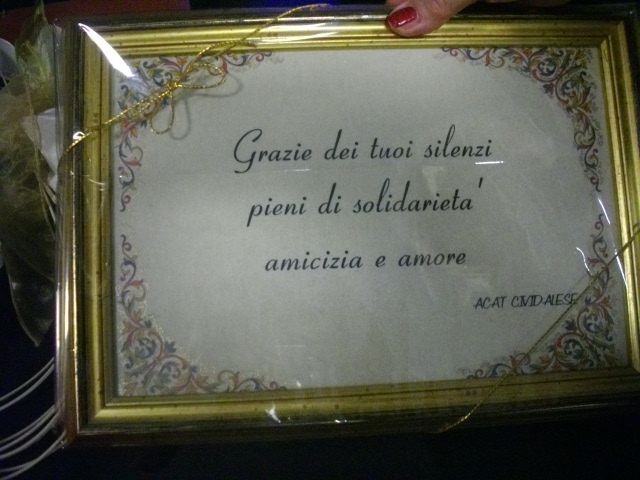 Grazie dei tuoi silenzi
pieni di solidarieta'
amicizia e amore
ACAT CIVIDALESE